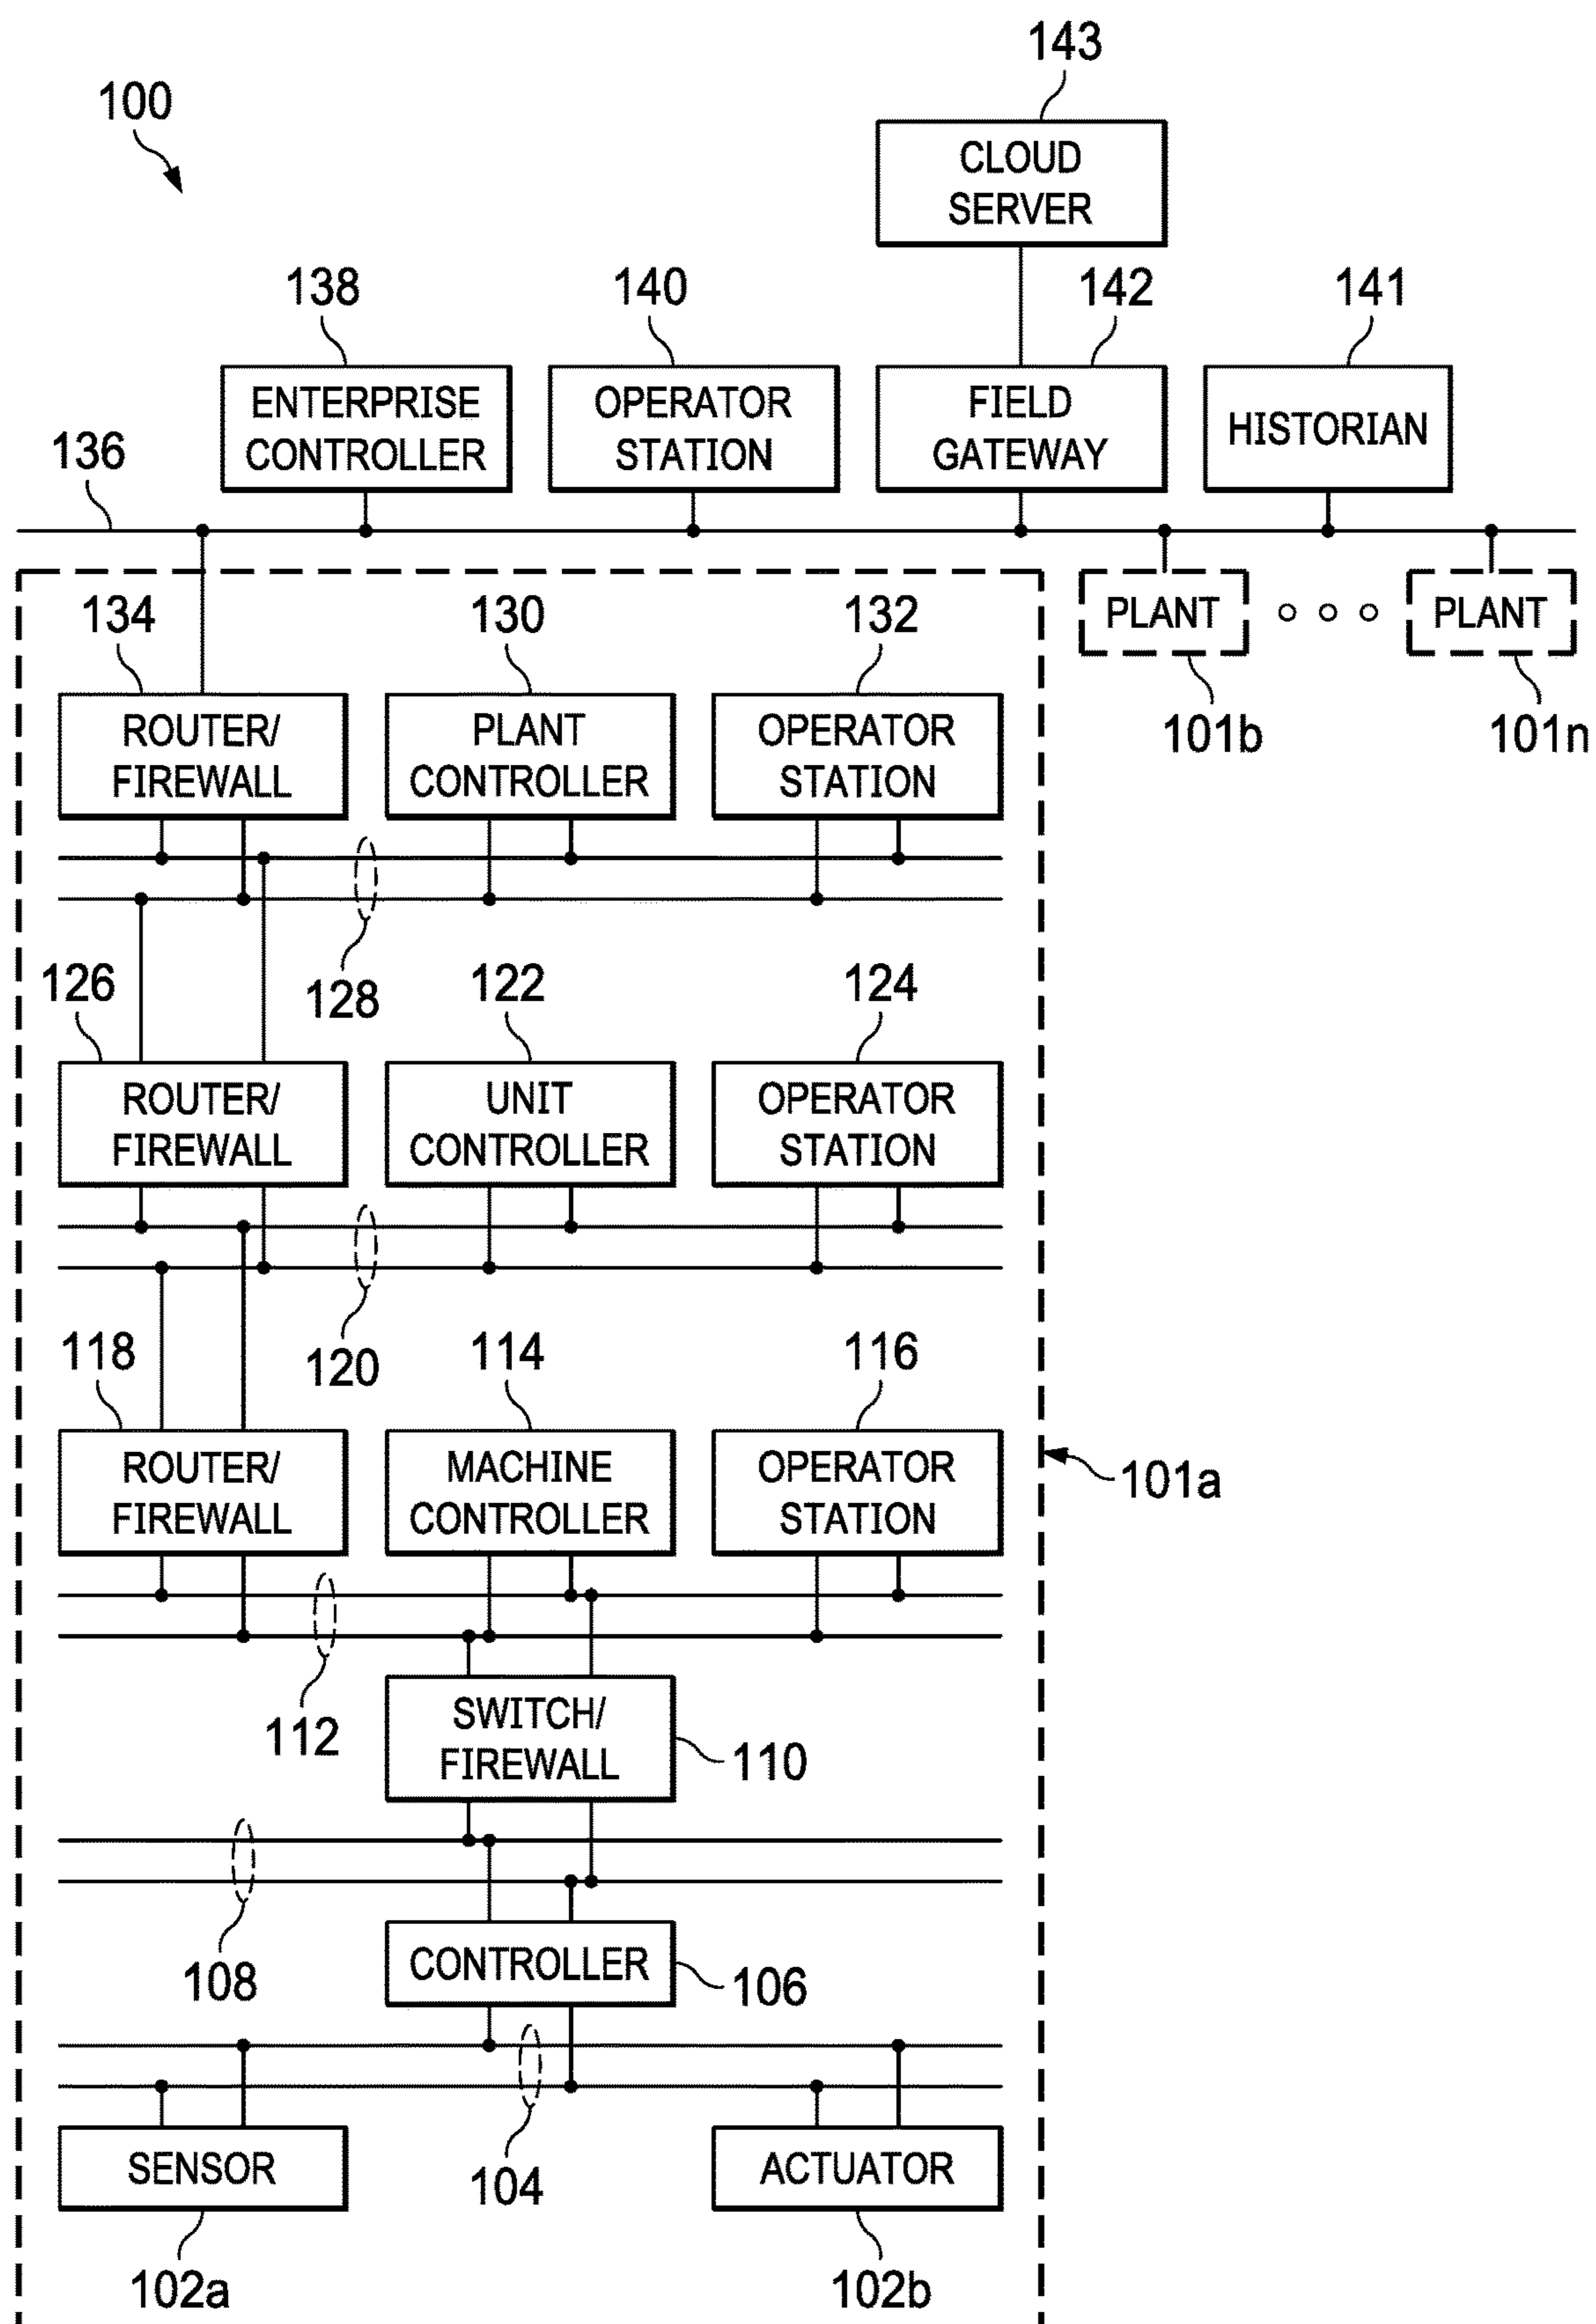 143
100
CLOUD
SERVER
138
140
142
141
ENTERPRISE
CONTROLLER
OPERATOR
STATION
FIELD
GATEWAY
HISTORIAN
136
134
130
132
PLANT
PLANT
101b
101n
ROUTER/
FIREWALL
PLANT
CONTROLLER
OPERATOR
STATION
128
126
122
124
ROUTER/
FIREWALL
UNIT
CONTROLLER
OPERATOR
STATION
120
118
114
116
ROUTER/
FIREWALL
MACHINE
CONTROLLER
OPERATOR
STATION
101a
112
SWITCH/
FIREWALL
110
108
CONTROLLER
106
SENSOR
104
ACTUATOR
102a
102b